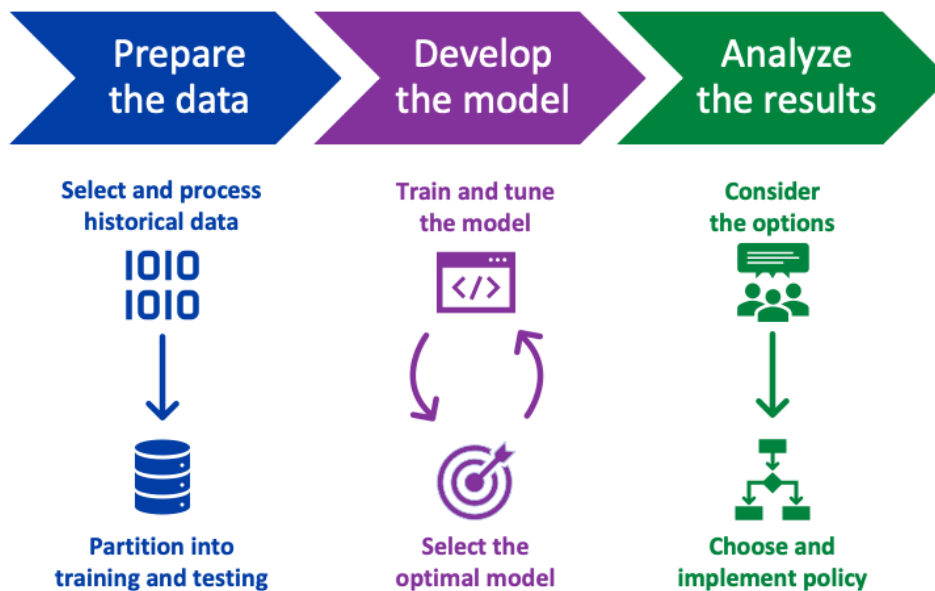 Prepare
the data
Develop
the model
Analyze
the results
Select and process
historical data
1010
1010
Partition into
training and testing
Train and tune
the model
</>
Select the
optimal model
Consider
the options
Choose and
implement policy